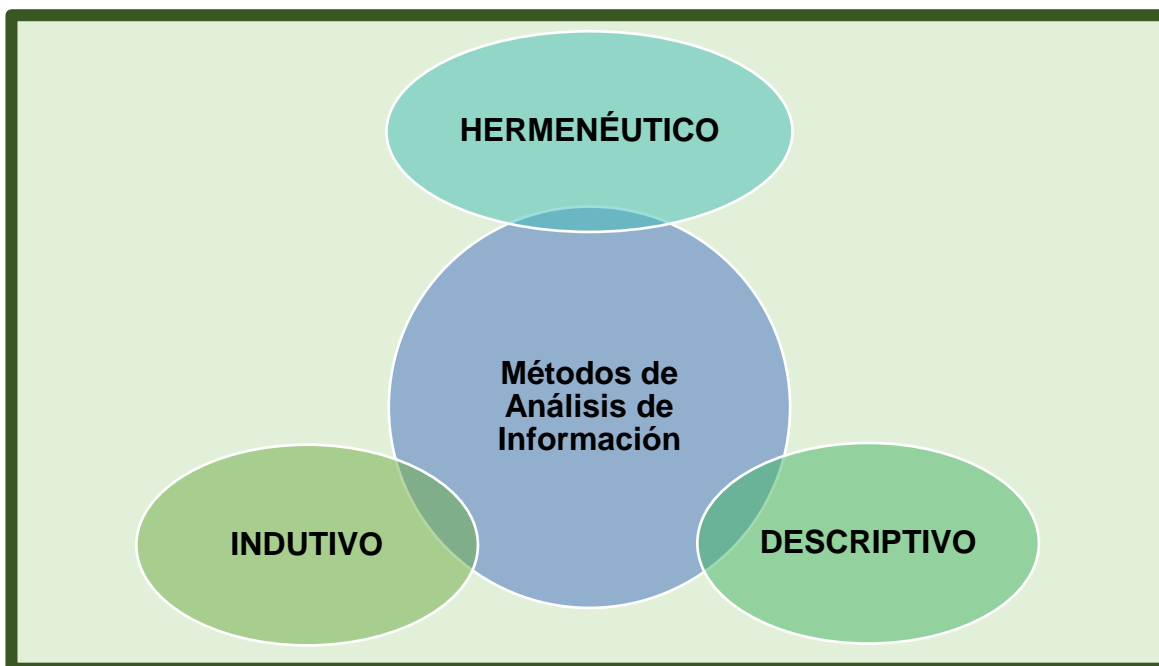 HERMENÉUTICO
Métodos de
Análisis de
Información
INDUTIVO
DESCRIPTIVO